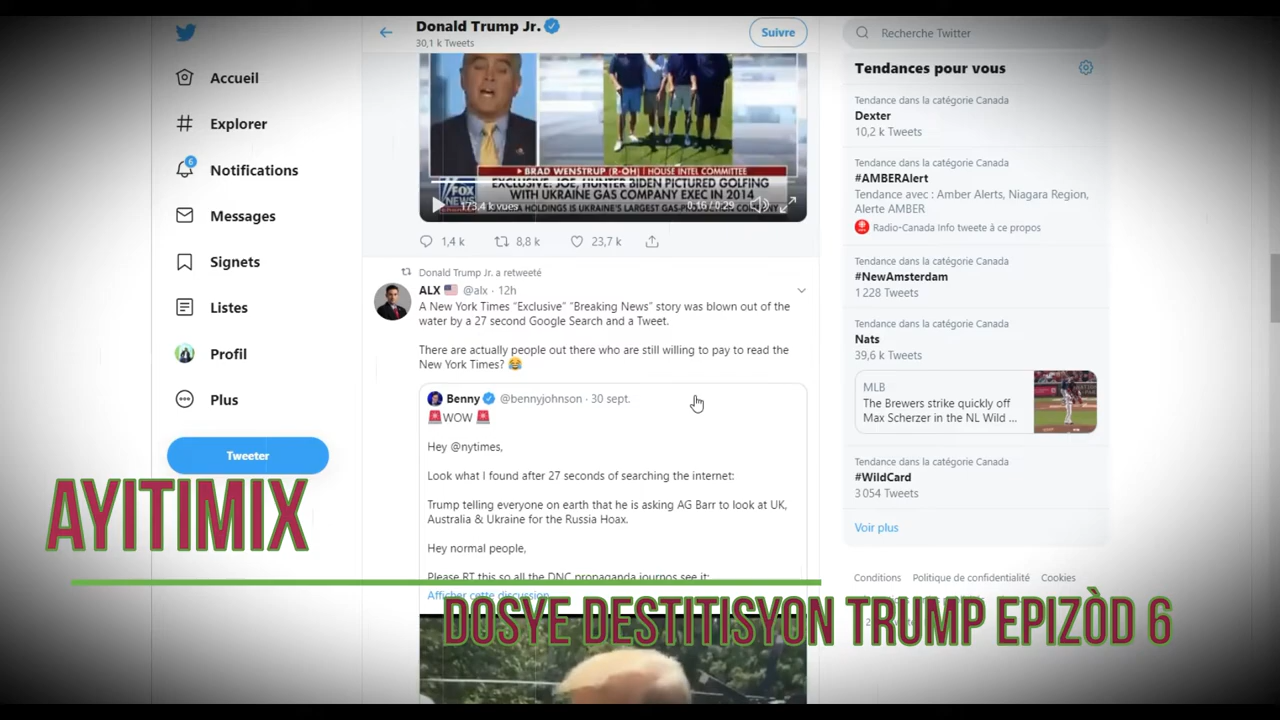 Donald Trump Jr.
30,1 k Tweets
Suivre
Recherche Twitter
Accueil
Explorer
6
Notifications
Messages
Signets
Listes
Profil
Plus
Tweeter
BRAD WENSTRUP (R-OH) | HOUSE INTEL COMMITTEE
EXCLUSIVE: JOE, HUNTER BIDEN PICTURED GOLFING
WITH UKRAINE GAS COMPANY EXEC IN 2014
FOX
NEWS
HOLDINGS IS UKRAINE'S LARGEST
173,4 k vues
0:16 / 0:29
1,4 k
8,8 k
23,7 k
Donald Trump Jr. a retweeté
ALX 🇺🇸 @alx · 12h
A New York Times “Exclusive” “Breaking News” story was blown out of the
water by a 27 second Google Search and a Tweet.
There are actually people out there who are still willing to pay to read the
New York Times? 😂
Benny @bennyjohnson · 30 sept.
🚨WOW 🚨
Hey @nytimes,
Look what I found after 27 seconds of searching the internet:
Trump telling everyone on earth that he is asking AG Barr to look at UK,
Australia & Ukraine for the Russia Hoax.
Hey normal people,
Please RT this so all the DNC propaganda journos see it:
Afficher cette discussion
Tendances pour vous
Tendance dans la catégorie Canada
Dexter
10,2 k Tweets
Tendance dans la catégorie Canada
#AMBERAlert
Tendance avec : Amber Alerts, Niagara Region,
Alerte AMBER
Radio-Canada Info tweete à ce propos
Tendance dans la catégorie Canada
#NewAmsterdam
1 228 Tweets
Tendance dans la catégorie Canada
Nats
39,6 k Tweets
MLB
The Brewers strike quickly off
Max Scherzer in the NL Wild ...
Tendance dans la catégorie Canada
#WildCard
3 054 Tweets
Voir plus
Conditions Politique de confidentialité Cookies
AYITIMIX
DOSYE DESTITISYON TRUMP EPIZÒD 6